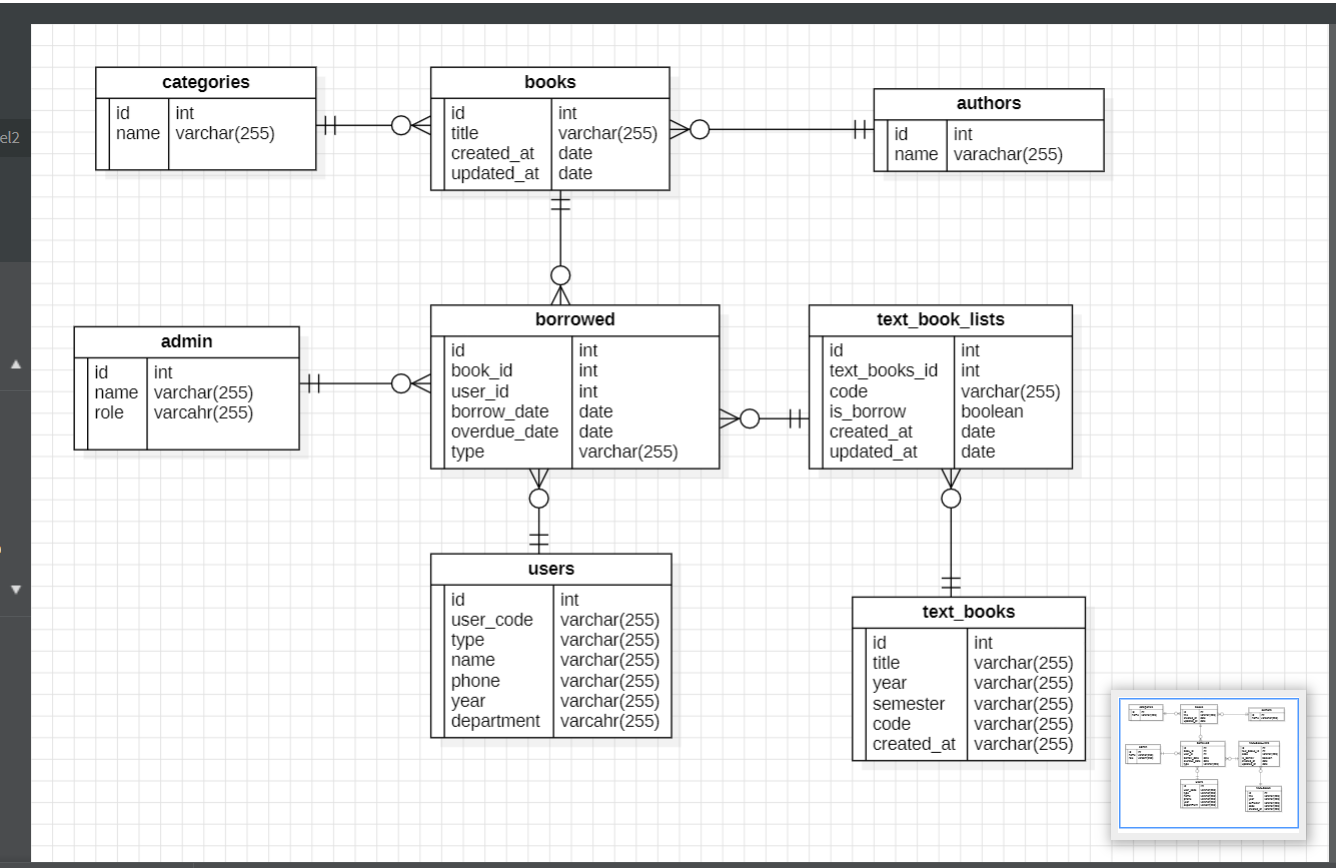 el2
categories
id int
name varchar(255)
books
id int
title varchar(255)
created_at date
updated_at date
authors
id int
name varachar(255)
admin
id int
name varchar(255)
role varcahr(255)
borrowed
id int
book_id int
user_id int
borrow_date date
overdue_date date
type varchar(255)
text_book_lists
id int
text_books_id int
code varchar(255)
is_borrow boolean
created_at date
updated_at date
users
id int
user_code varchar(255)
type varchar(255)
name varchar(255)
phone varchar(255)
year varchar(255)
department varcahr(255)
text_books
id int
title varchar(255)
year varchar(255)
semester varchar(255)
code varchar(255)
created_at varchar(255)